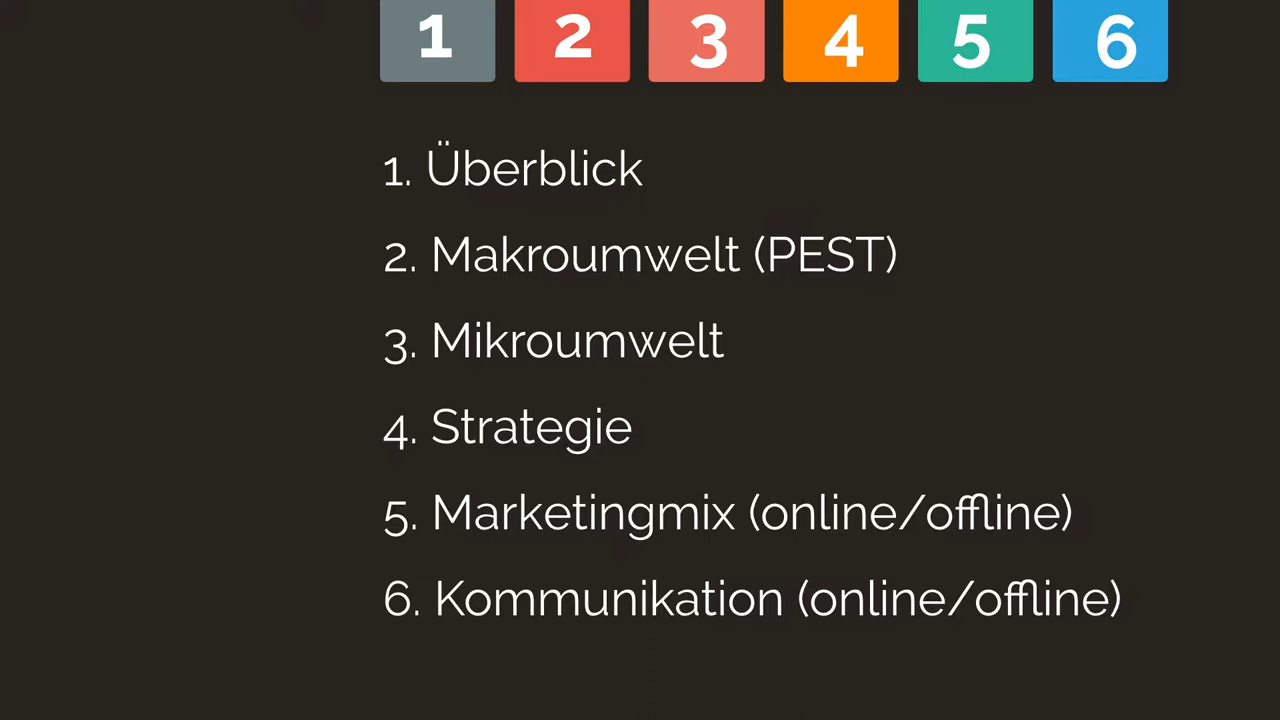 1 2 3 4 5 6
1. Überblick
2. Makroumwelt (PEST)
3. Mikroumwelt
4. Strategie
5. Marketingmix (online/offline)
6. Kommunikation (online/offline)